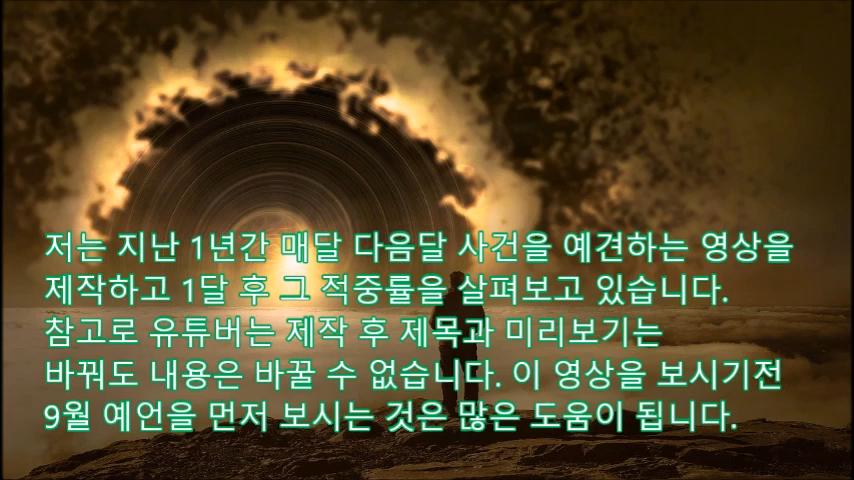 저는 지난 1년간 매달 다음달 사건을 예견하는 영상을
제작하고 1달 후 그 적중률을 살펴보고 있습니다.
참고로 유튜버는 제작 후 제목과 미리보기는
바꿔도 내용은 바꿀 수 없습니다. 이 영상을 보시기전
9월 예언을 먼저 보시는 것은 많은 도움이 됩니다.